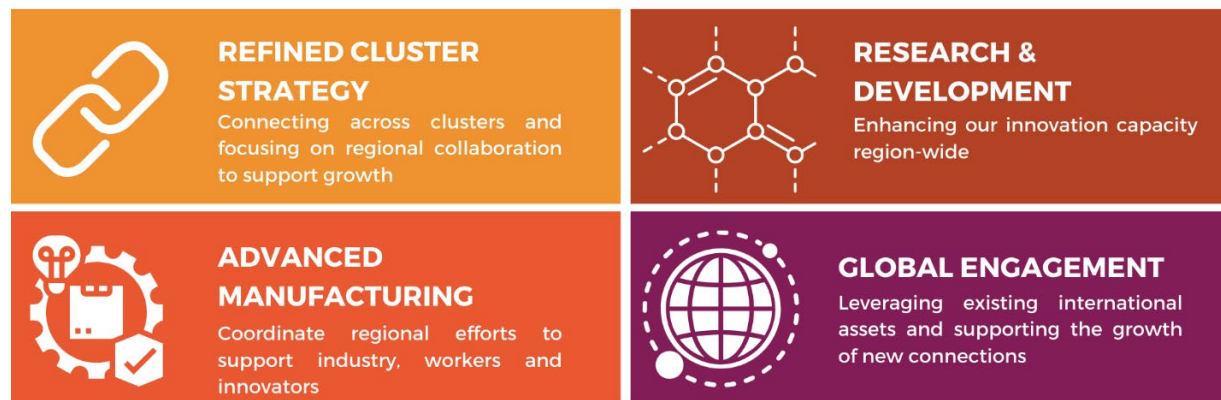 REFINED CLUSTER
STRATEGY
Connecting across clusters and
focusing on regional collaboration
to support growth
RESEARCH &
DEVELOPMENT
Enhancing our innovation capacity
region-wide
ADVANCED
MANUFACTURING
Coordinate regional efforts to
support industry, workers and
innovators
GLOBAL ENGAGEMENT
Leveraging existing international
assets and supporting the growth
of new connections